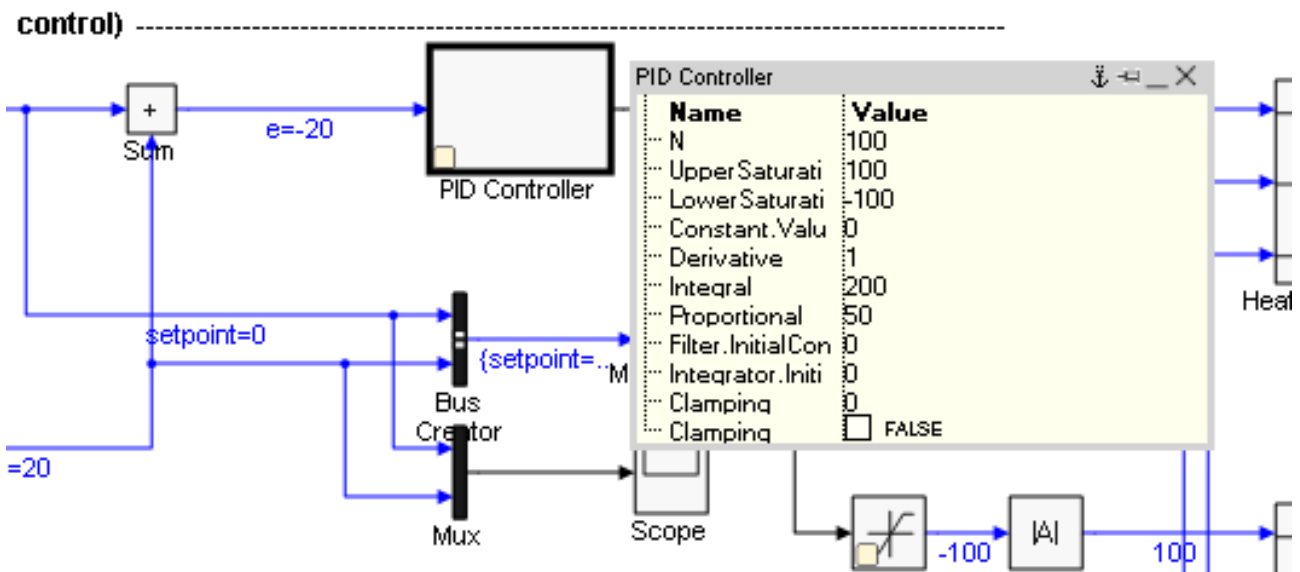 control) ----------------------------------------
+
Sum
e=-20
PID Controller
PID Controller
Name Value
N 100
UpperSaturati 100
LowerSaturati -100
Constant.Valu 0
Derivative 1
Integral 200
Proportional 50
Filter.InitialCon 0
Integrator.Initi 0
Clamping 0
Clamping FALSE
Heat
setpoint=0
{setpoint=...
M
Bus
Creator
=20
Mux
Scope
-100
|A|
100